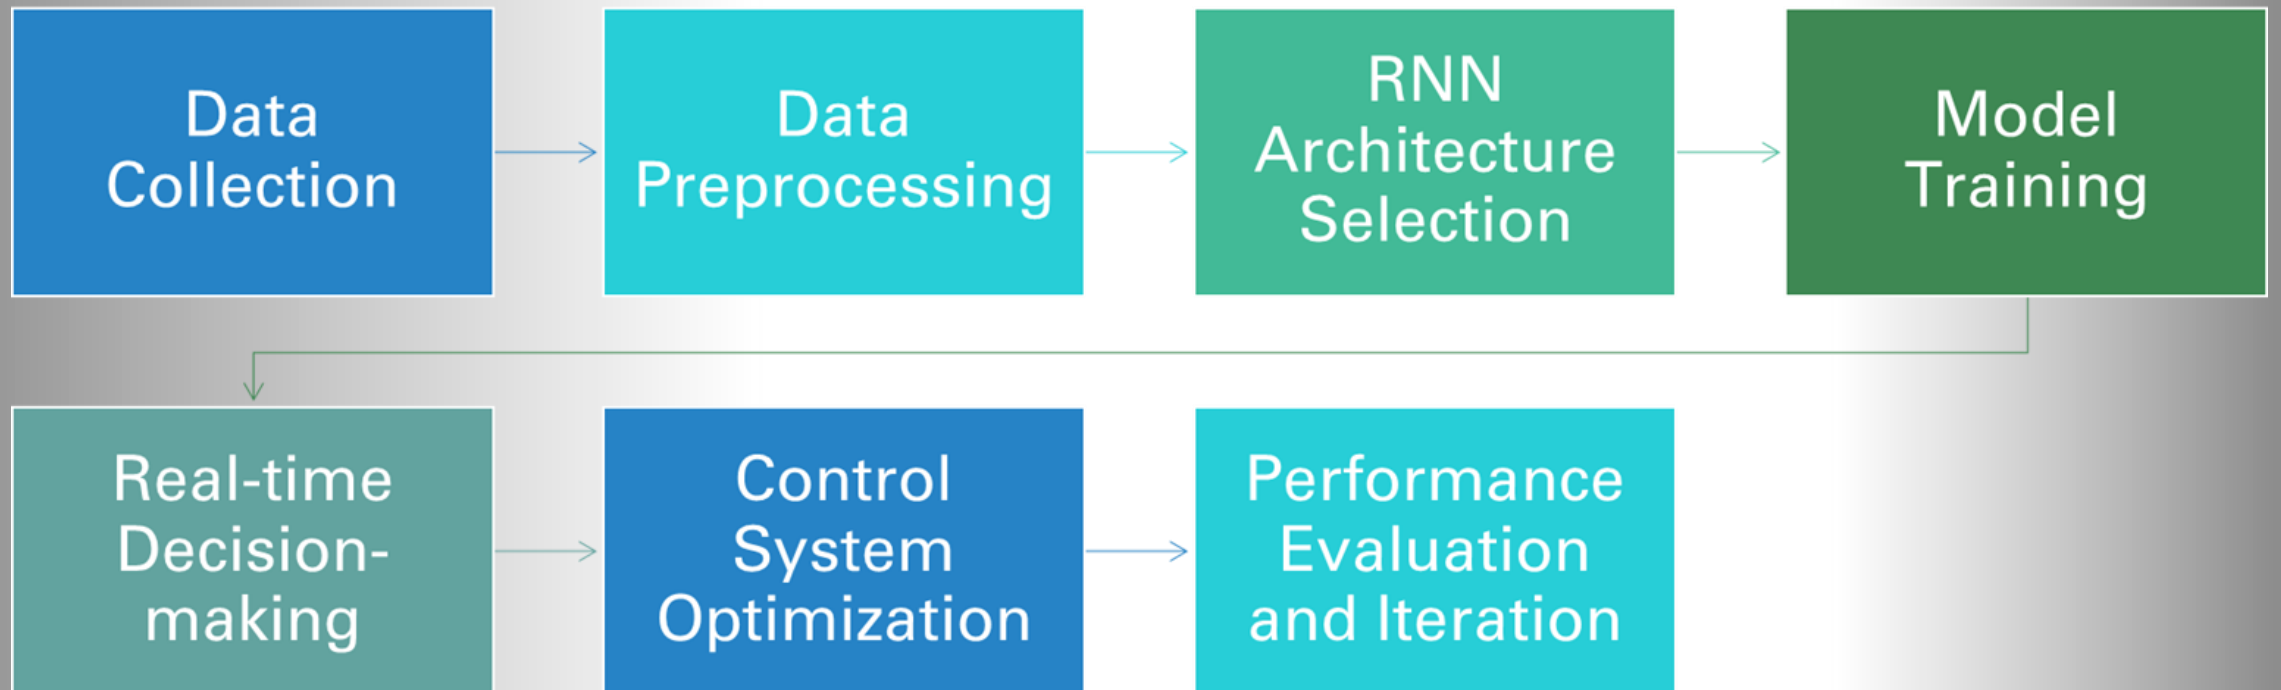 Data
Collection
Data
Preprocessing
RNN
Architecture
Selection
Model
Training
Real-time
Decision-
making
Control
System
Optimization
Performance
Evaluation
and Iteration